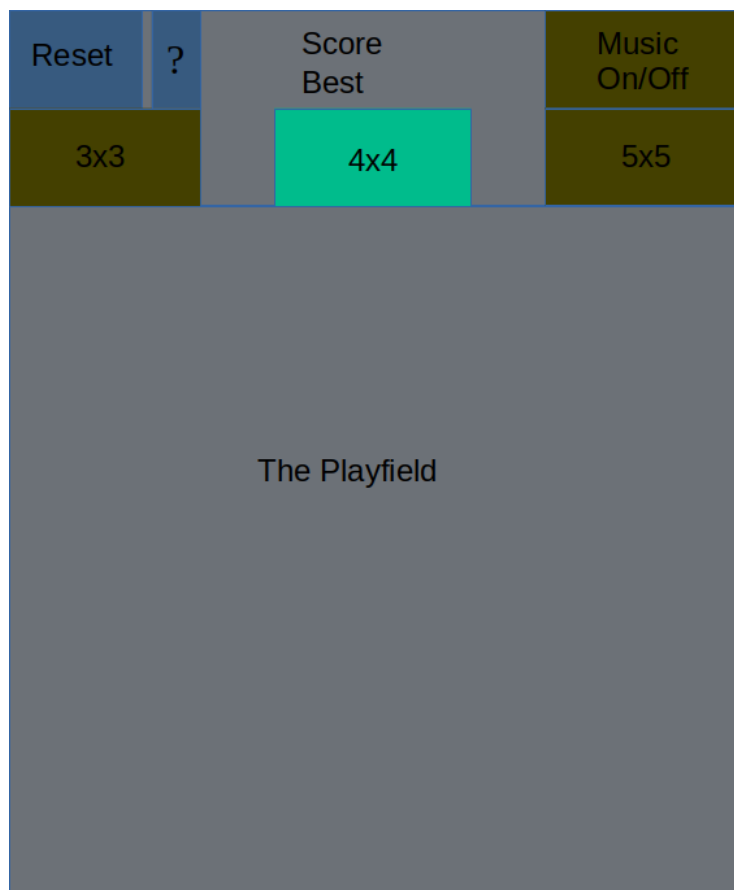 Reset
?
Score
Best
Music
On/Off
3x3
4x4
5x5
The Playfield